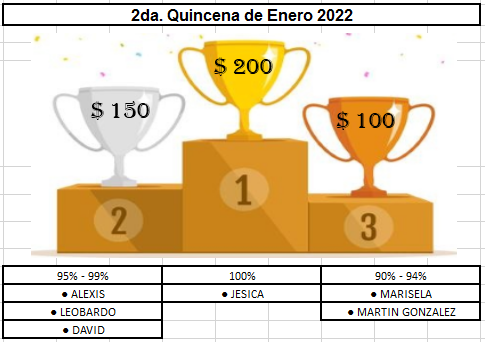 2da. Quincena de Enero 2022
$ 200
$ 150
$ 100
1
2
3
95% - 99% 100% 90% - 94%
● ALEXIS ● JESICA ● MARISELA
● LEOBARDO ● MARTIN GONZALEZ
● DAVID